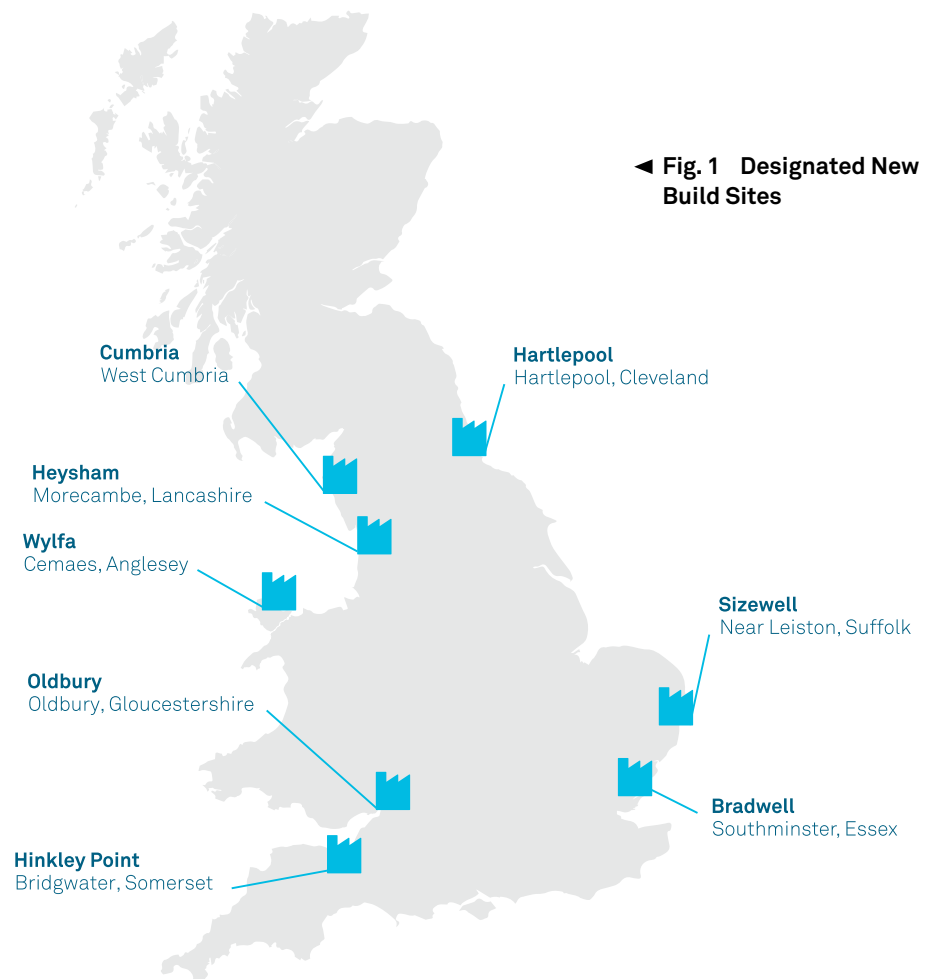 ◄ Fig. 1 Designated New
Build Sites
Cumbria
West Cumbria
Hartlepool
Hartlepool, Cleveland
Heysham
Morecambe, Lancashire
Wylfa
Cemaes, Anglesey
Sizewell
Near Leiston, Suffolk
Oldbury
Oldbury, Gloucestershire
Bradwell
Southminster, Essex
Hinkley Point
Bridgwater, Somerset